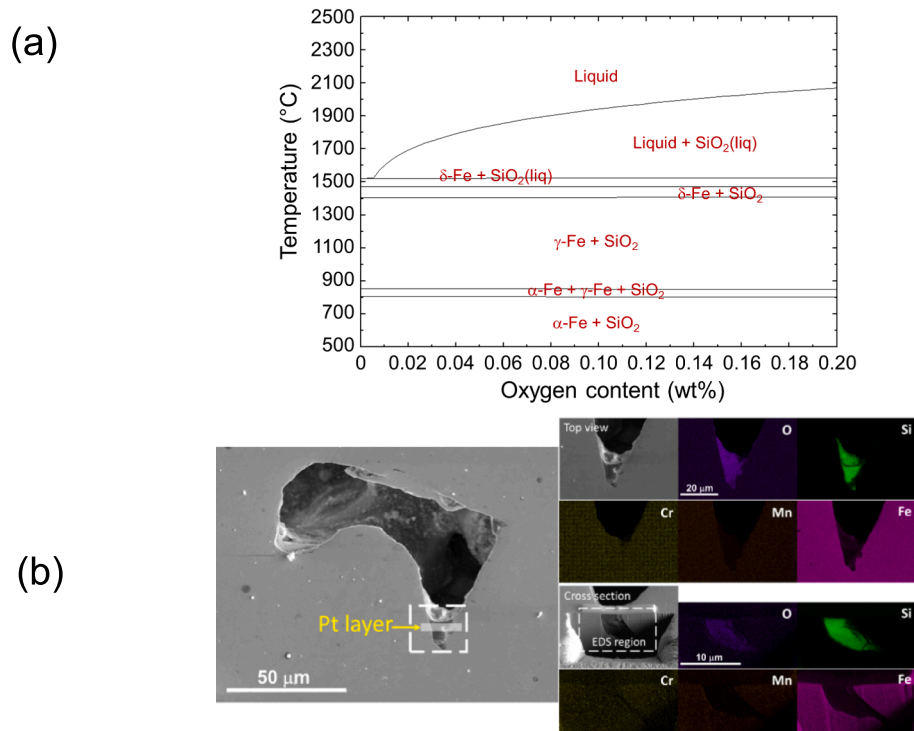 (a)
2500
2300
2100
1900
1700
1500
1300
1100
900
700
500
Temperature (°C)
Liquid
Liquid + SiO₂(liq)
δ-Fe + SiO₂(liq)
δ-Fe + SiO₂
γ-Fe + SiO₂
α-Fe + γ-Fe + SiO₂
α-Fe + SiO₂
0 0.02 0.04 0.06 0.08 0.10 0.12 0.14 0.16 0.18 0.20
Oxygen content (wt%)
(b)
Pt layer
50 μm
Top view
O
Si
20 μm
Cr
Mn
Fe
Cross section
EDS region
O
Si
10 μm
Cr
Mn
Fe